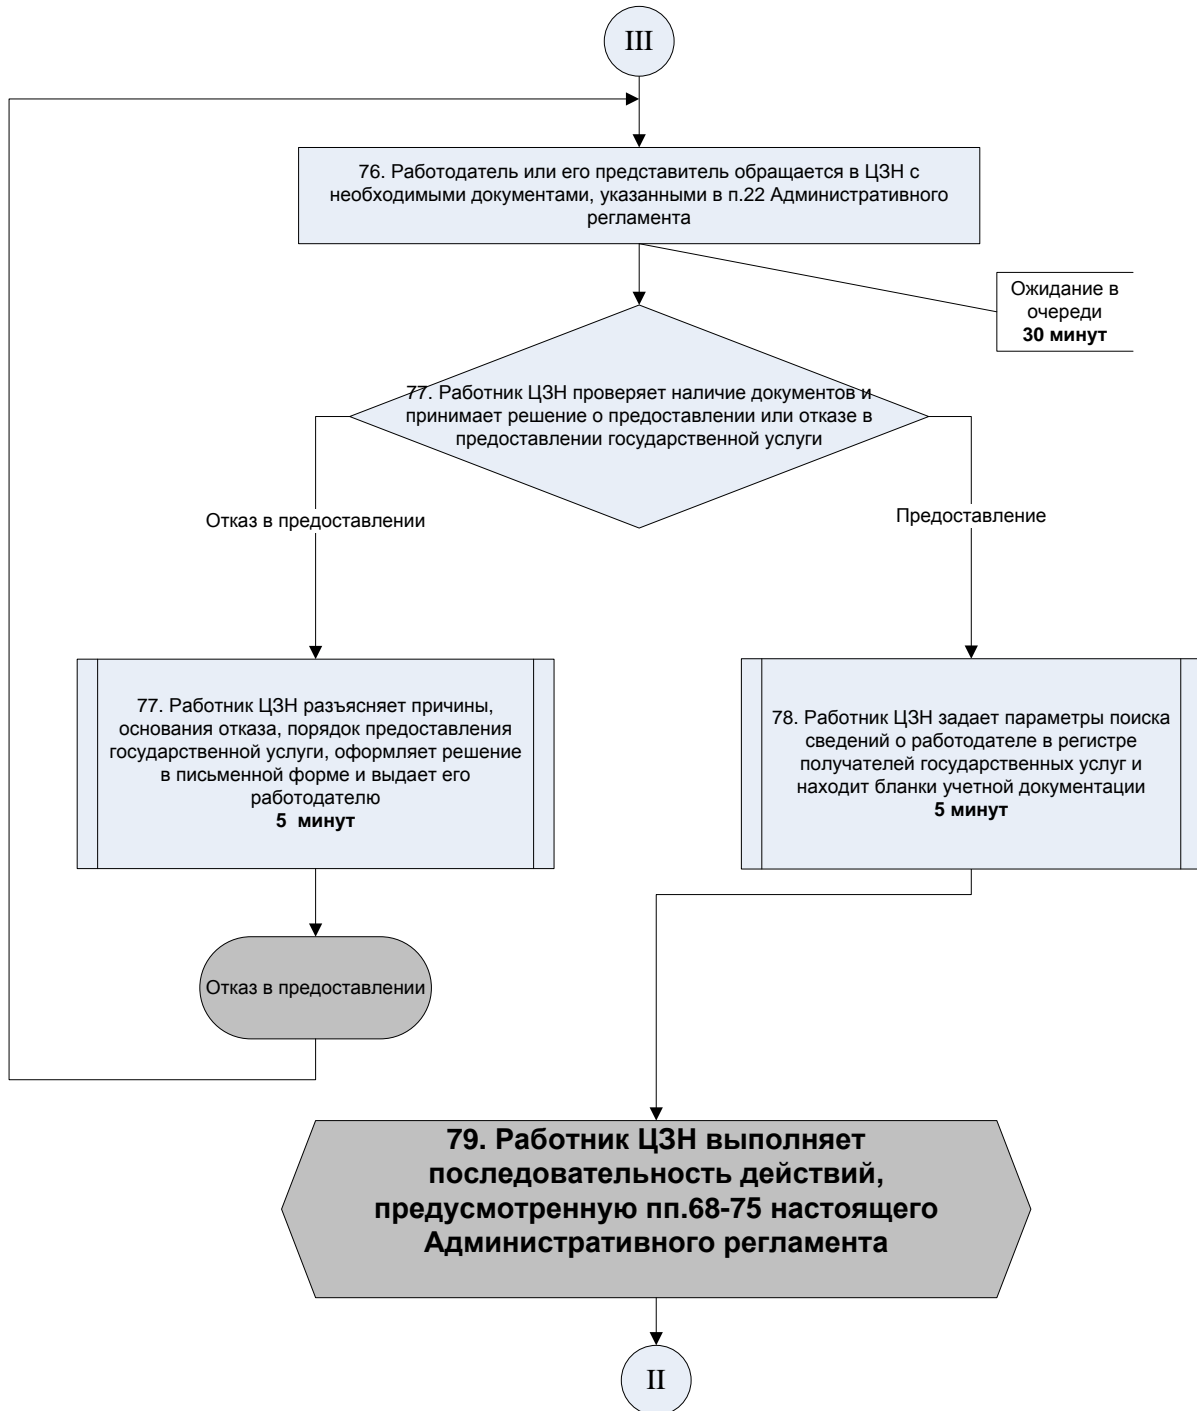 III
76. Работодатель или его представитель обращается в ЦЗН с
необходимыми документами, указанными в п.22 Административного
регламента
Ожидание в
очереди
30 минут
77. Работник ЦЗН проверяет наличие документов и
принимает решение о предоставлении или отказе в
предоставлении государственной услуги
Отказ в предоставлении
Предоставление
77. Работник ЦЗН разъясняет причины,
основания отказа, порядок предоставления
государственной услуги, оформляет решение
в письменной форме и выдает его
работодателю
5 минут
78. Работник ЦЗН задает параметры поиска
сведений о работодателе в регистре
получателей государственных услуг и
находит бланки учетной документации
5 минут
Отказ в предоставлении
79. Работник ЦЗН выполняет
последовательность действий,
предусмотренную пп.68-75 настоящего
Административного регламента
II